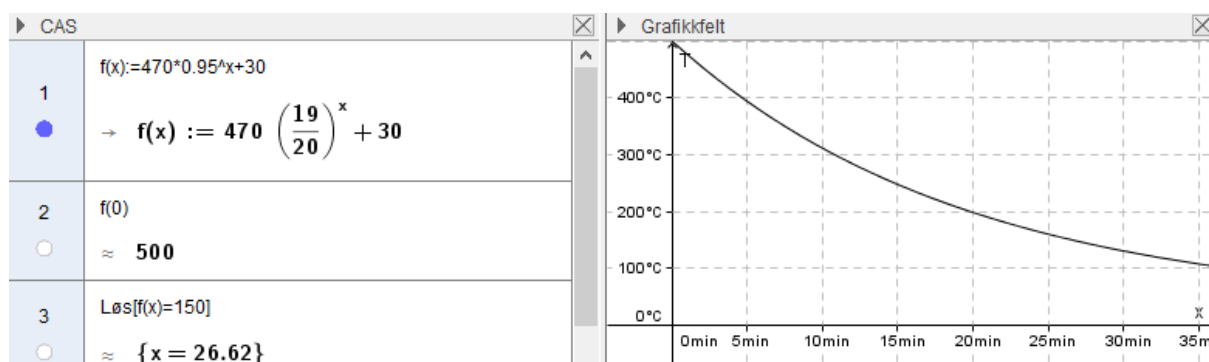 CAS
1
f(x):=470*0.95^x+30
→ f(x) := 470 (19/20)^x + 30
2
f(0)
≈ 500
3
Løs[f(x)=150]
≈ {x = 26.62}
Grafikkfelt
T
400°C
300°C
200°C
100°C
0°C
x
0min 5min 10min 15min 20min 25min 30min 35m